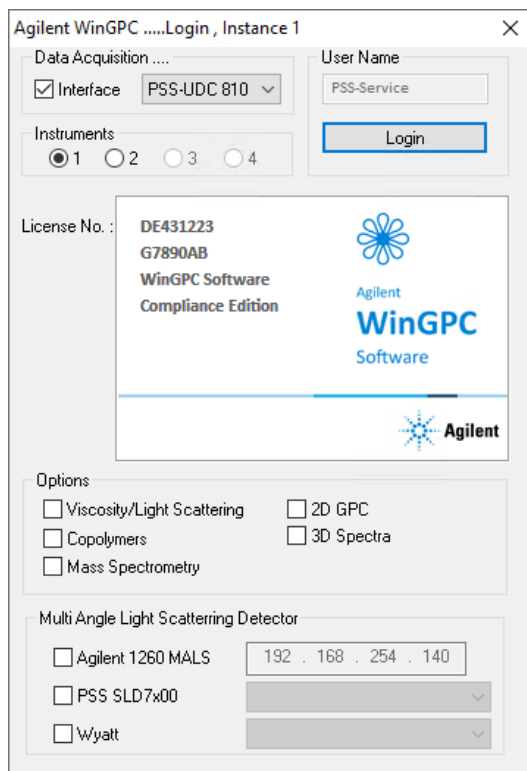 Agilent WinGPC .....Login , Instance 1
Data Acquisition ....
Interface
PSS-UDC 810
User Name
PSS-Service
Login
Instruments
1
2
3
4
License No. :
DE431223
G7890AB
WinGPC Software
Compliance Edition
Agilent
WinGPC
Software
Agilent
Options
Viscosity/Light Scattering
2D GPC
Copolymers
3D Spectra
Mass Spectrometry
Multi Angle Light Scatterring Detector
Agilent 1260 MALS
192 . 168 . 254 . 140
PSS SLD7x00
Wyatt